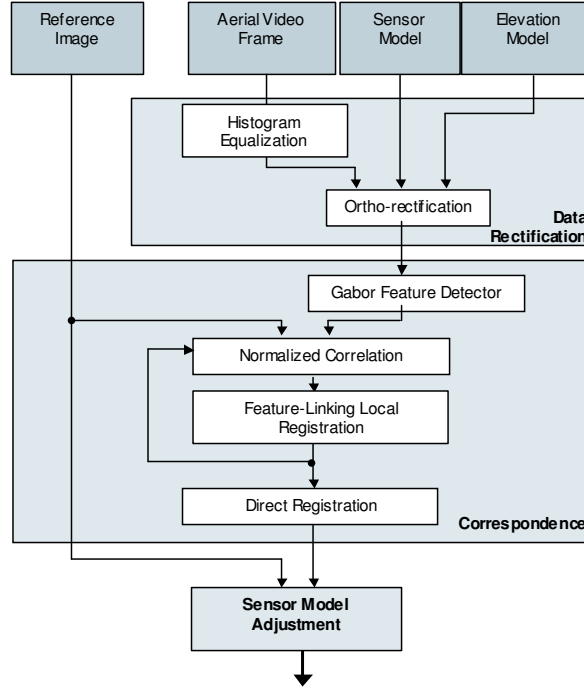 Reference
Image
Aerial Video
Frame
Sensor
Model
Elevation
Model
Histogram
Equalization
Ortho-rectification
Data
Rectification
Gabor Feature Detector
Normalized Correlation
Feature-Linking Local
Registration
Direct Registration
Correspondence
Sensor Model
Adjustment